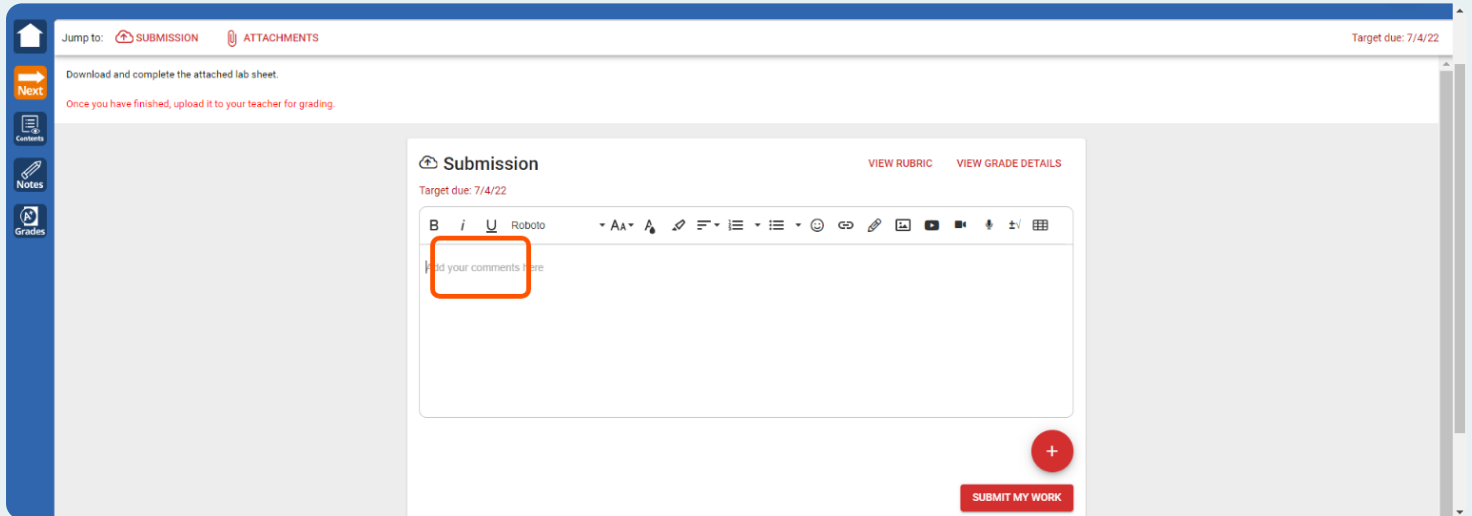 Jump to: SUBMISSION ATTACHMENTS Target due: 7/4/22
Next
Contents
Notes
A+
Grades
Download and complete the attached lab sheet.
Once you have finished, upload it to your teacher for grading.
Submission VIEW RUBRIC VIEW GRADE DETAILS
Target due: 7/4/22
B i U Roboto
Add your comments here
+
SUBMIT MY WORK